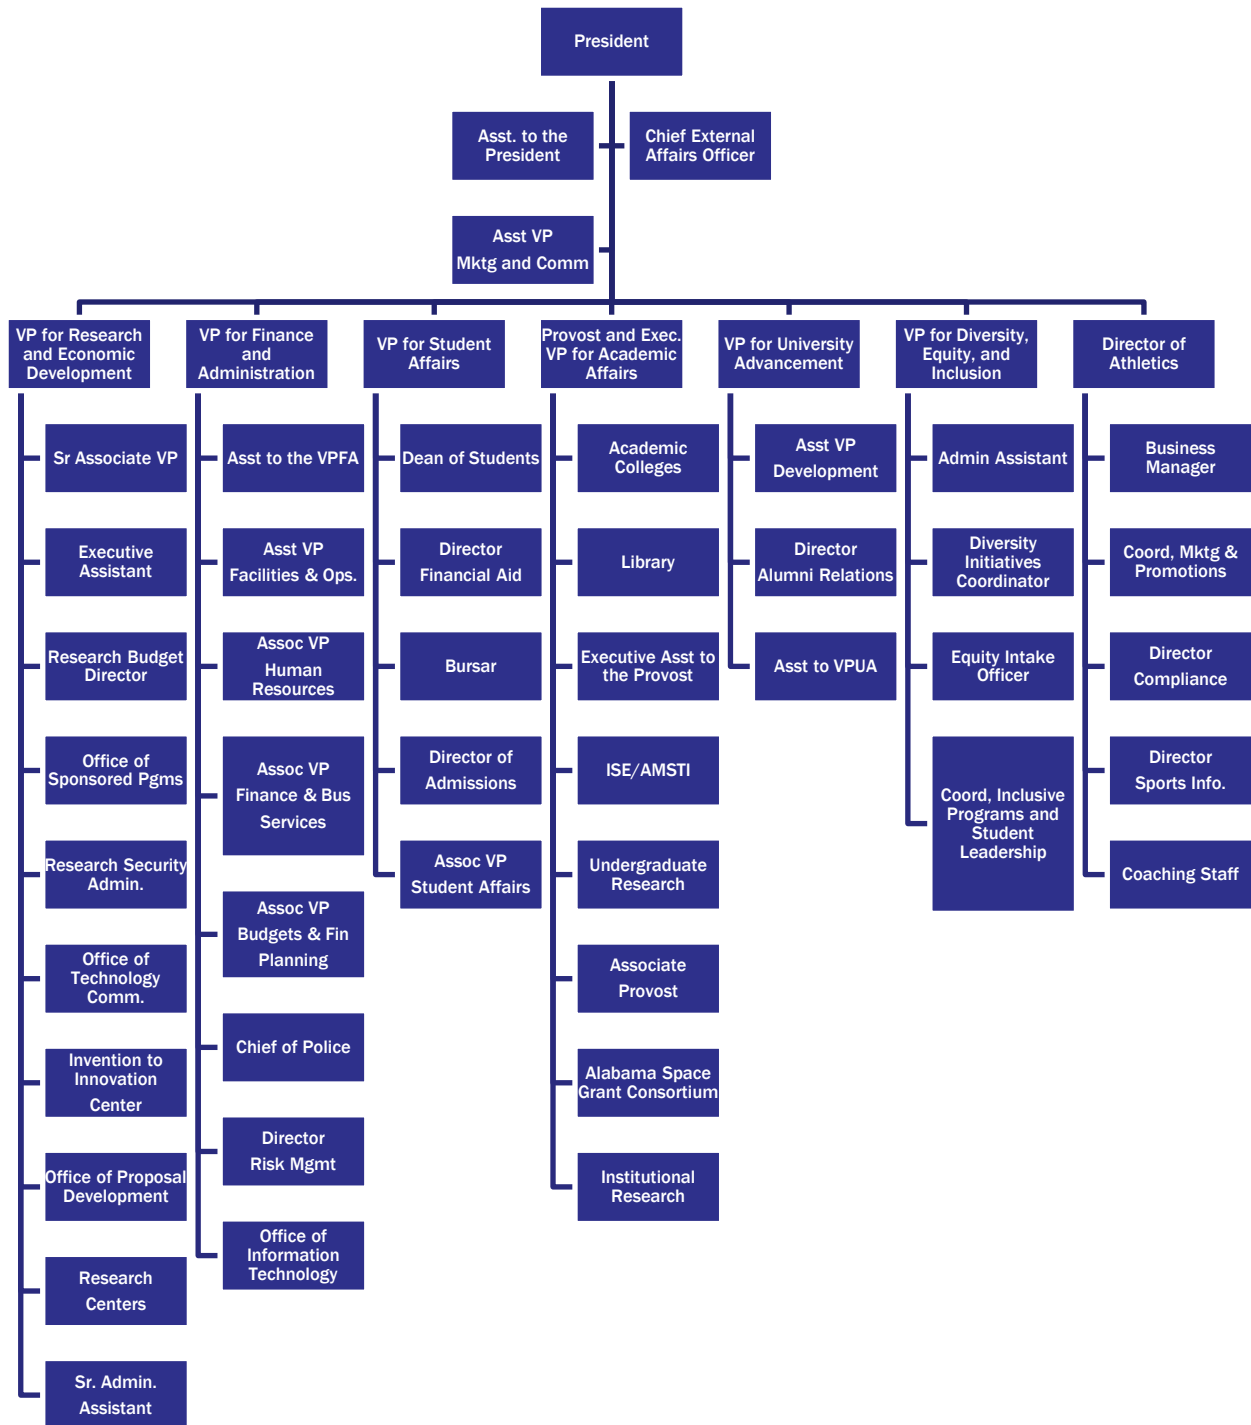 President
Asst. to the
President
Chief External
Affairs Officer
Asst VP
Mktg and Comm
VP for Research
and Economic
Development
VP for Finance
and
Administration
VP for Student
Affairs
Provost and Exec.
VP for Academic
Affairs
VP for University
Advancement
VP for Diversity,
Equity, and
Inclusion
Director of
Athletics
Sr Associate VP
Executive
Assistant
Research Budget
Director
Office of
Sponsored Pgms
Research Security
Admin.
Office of
Technology
Comm.
Invention to
Innovation
Center
Office of Proposal
Development
Research
Centers
Sr. Admin.
Assistant
Asst to the VPFA
Asst VP
Facilities & Ops.
Assoc VP
Human
Resources
Assoc VP
Finance & Bus
Services
Assoc VP
Budgets & Fin
Planning
Chief of Police
Director
Risk Mgmt
Office of
Information
Technology
Dean of Students
Director
Financial Aid
Bursar
Director of
Admissions
Assoc VP
Student Affairs
Academic
Colleges
Library
Executive Asst to
the Provost
ISE/AMSTI
Undergraduate
Research
Associate
Provost
Alabama Space
Grant Consortium
Institutional
Research
Asst VP
Development
Director
Alumni Relations
Asst to VPUA
Admin Assistant
Diversity
Initiatives
Coordinator
Equity Intake
Officer
Coord, Inclusive
Programs and
Student
Leadership
Business
Manager
Coord, Mktg &
Promotions
Director
Compliance
Director
Sports Info.
Coaching Staff